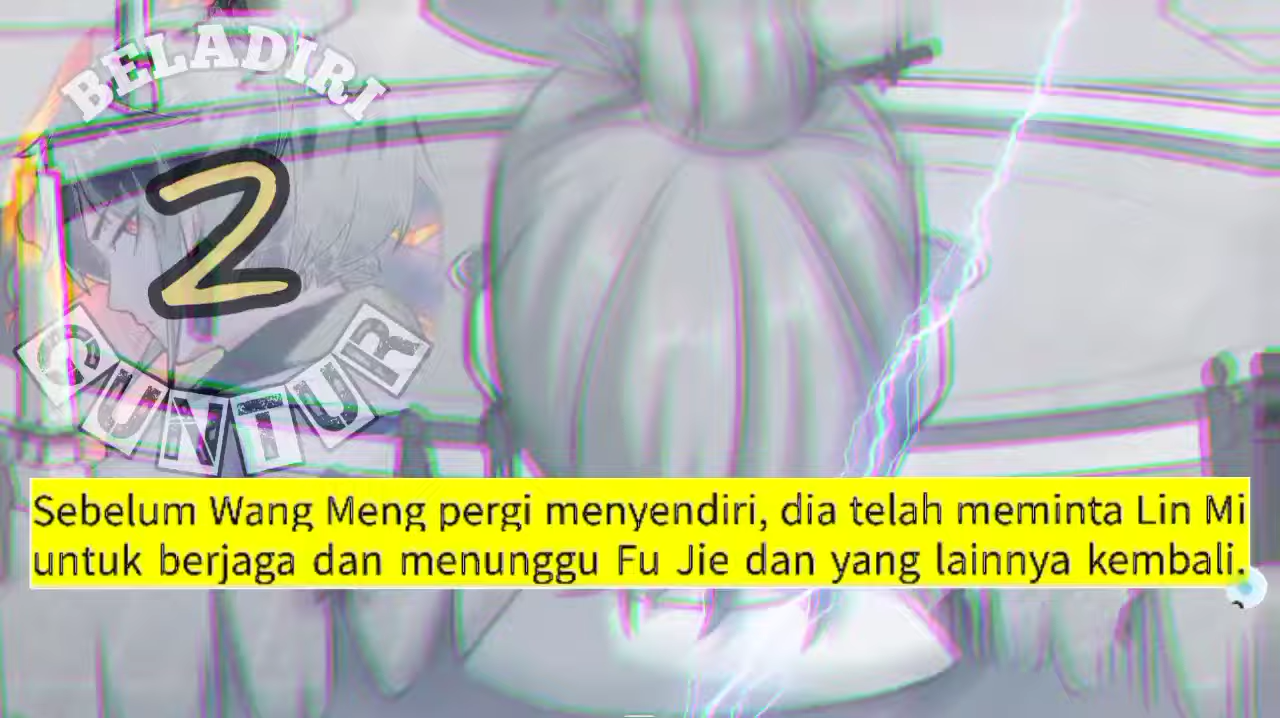 BELADIRI
2
GUNTUR
Sebelum Wang Meng pergi menyendiri, dia telah meminta Lin Mi
untuk berjaga dan menunggu Fu Jie dan yang lainnya kembali.